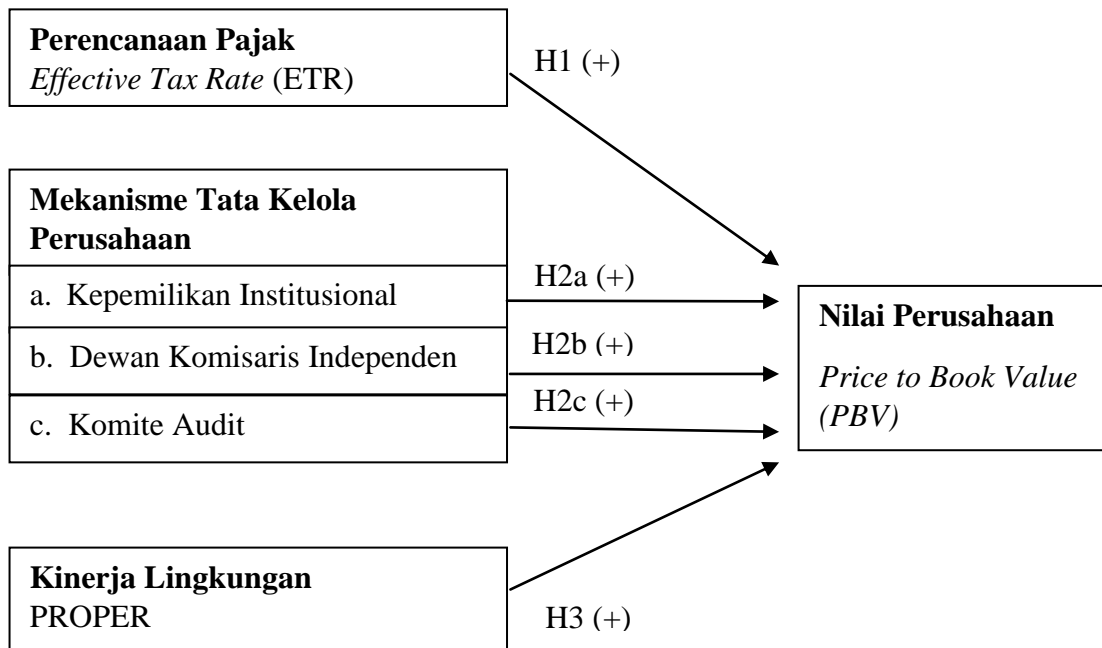 Perencanaan Pajak
Effective Tax Rate (ETR)
H1 (+)
Mekanisme Tata Kelola
Perusahaan
a. Kepemilikan Institusional
H2a (+)
b. Dewan Komisaris Independen
H2b (+)
c. Komite Audit
H2c (+)
Nilai Perusahaan
Price to Book Value
(PBV)
Kinerja Lingkungan
PROPER
H3 (+)